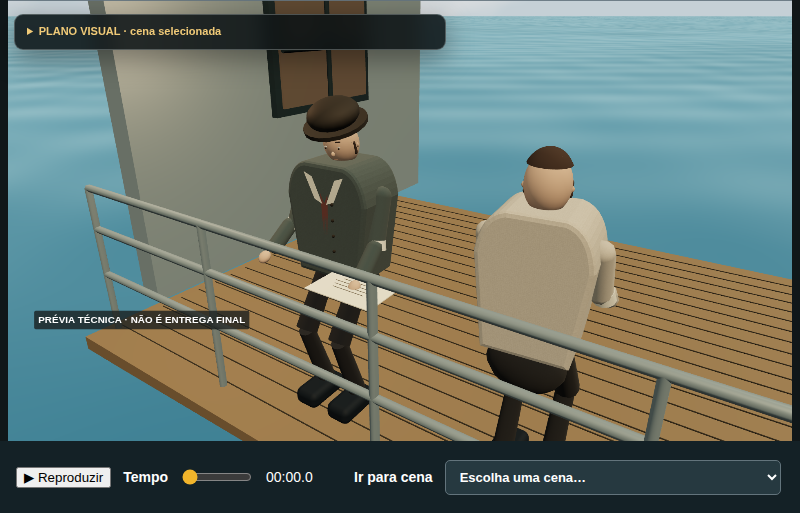 ▶ PLANO VISUAL · cena selecionada
PRÉVIA TÉCNICA · NÃO É ENTREGA FINAL
▶ Reproduzir Tempo 00:00.0 Ir para cena Escolha uma cena...